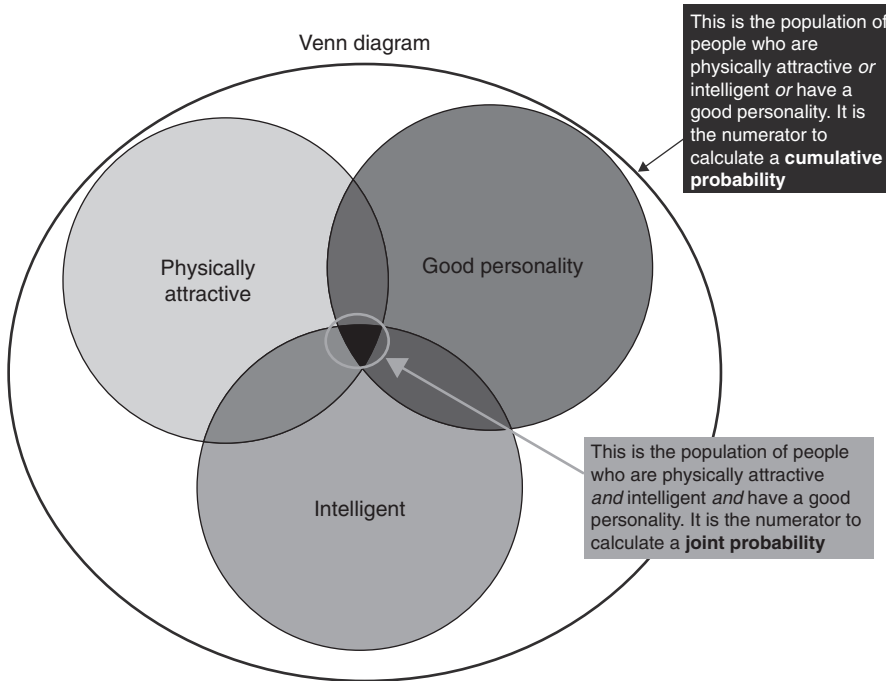 Venn diagram
This is the population of
people who are
physically attractive or
intelligent or have a
good personality. It is
the numerator to
calculate a cumulative
probability
Physically
attractive
Good personality
Intelligent
This is the population of people
who are physically attractive
and intelligent and have a good
personality. It is the numerator to
calculate a joint probability